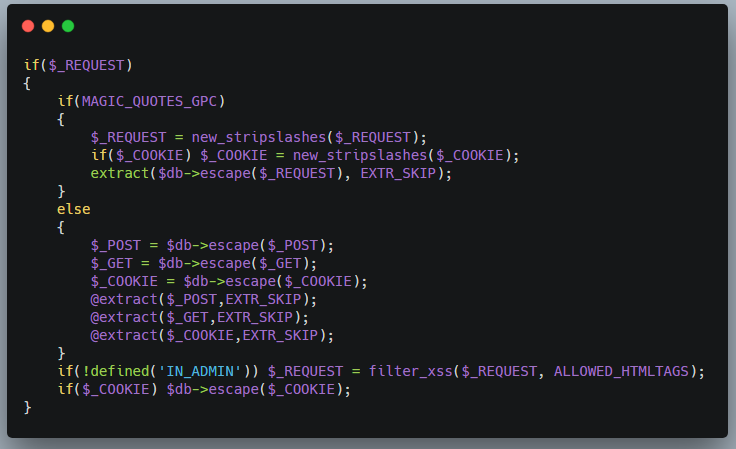 if($_REQUEST)
{
    if(MAGIC_QUOTES_GPC)
    {
        $_REQUEST = new_stripslashes($_REQUEST);
        if($_COOKIE) $_COOKIE = new_stripslashes($_COOKIE);
        extract($db->escape($_REQUEST), EXTR_SKIP);
    }
    else
    {
        $_POST = $db->escape($_POST);
        $_GET = $db->escape($_GET);
        $_COOKIE = $db->escape($_COOKIE);
        @extract($_POST,EXTR_SKIP);
        @extract($_GET,EXTR_SKIP);
        @extract($_COOKIE,EXTR_SKIP);
    }
    if(!defined('IN_ADMIN')) $_REQUEST = filter_xss($_REQUEST, ALLOWED_HTMLTAGS);
    if($_COOKIE) $db->escape($_COOKIE);
}